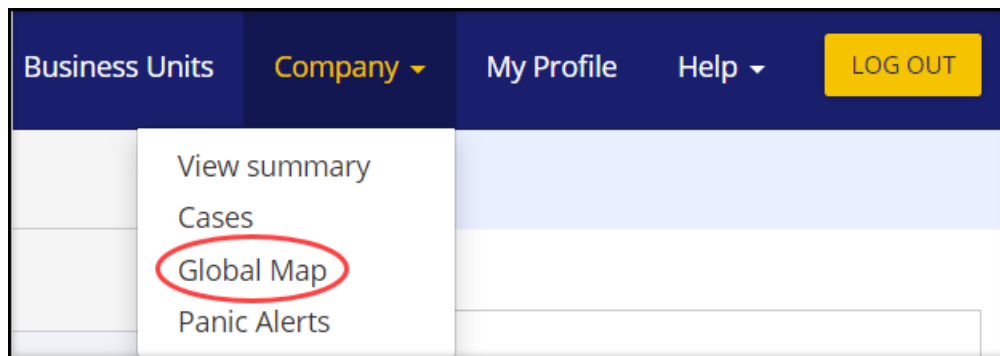 Business Units Company My Profile Help LOG OUT
View summary
Cases
Global Map
Panic Alerts